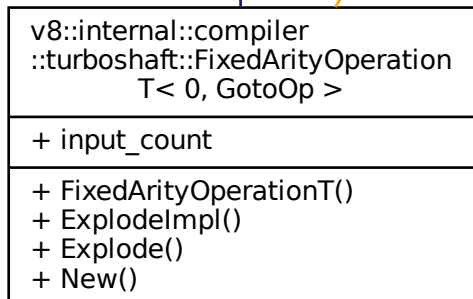 v8::internal::compiler
::turboshaft::FixedArityOperation
T< 0, GotoOp >
+ input_count
+ FixedArityOperationT()
+ ExplodeImpl()
+ Explode()
+ New()